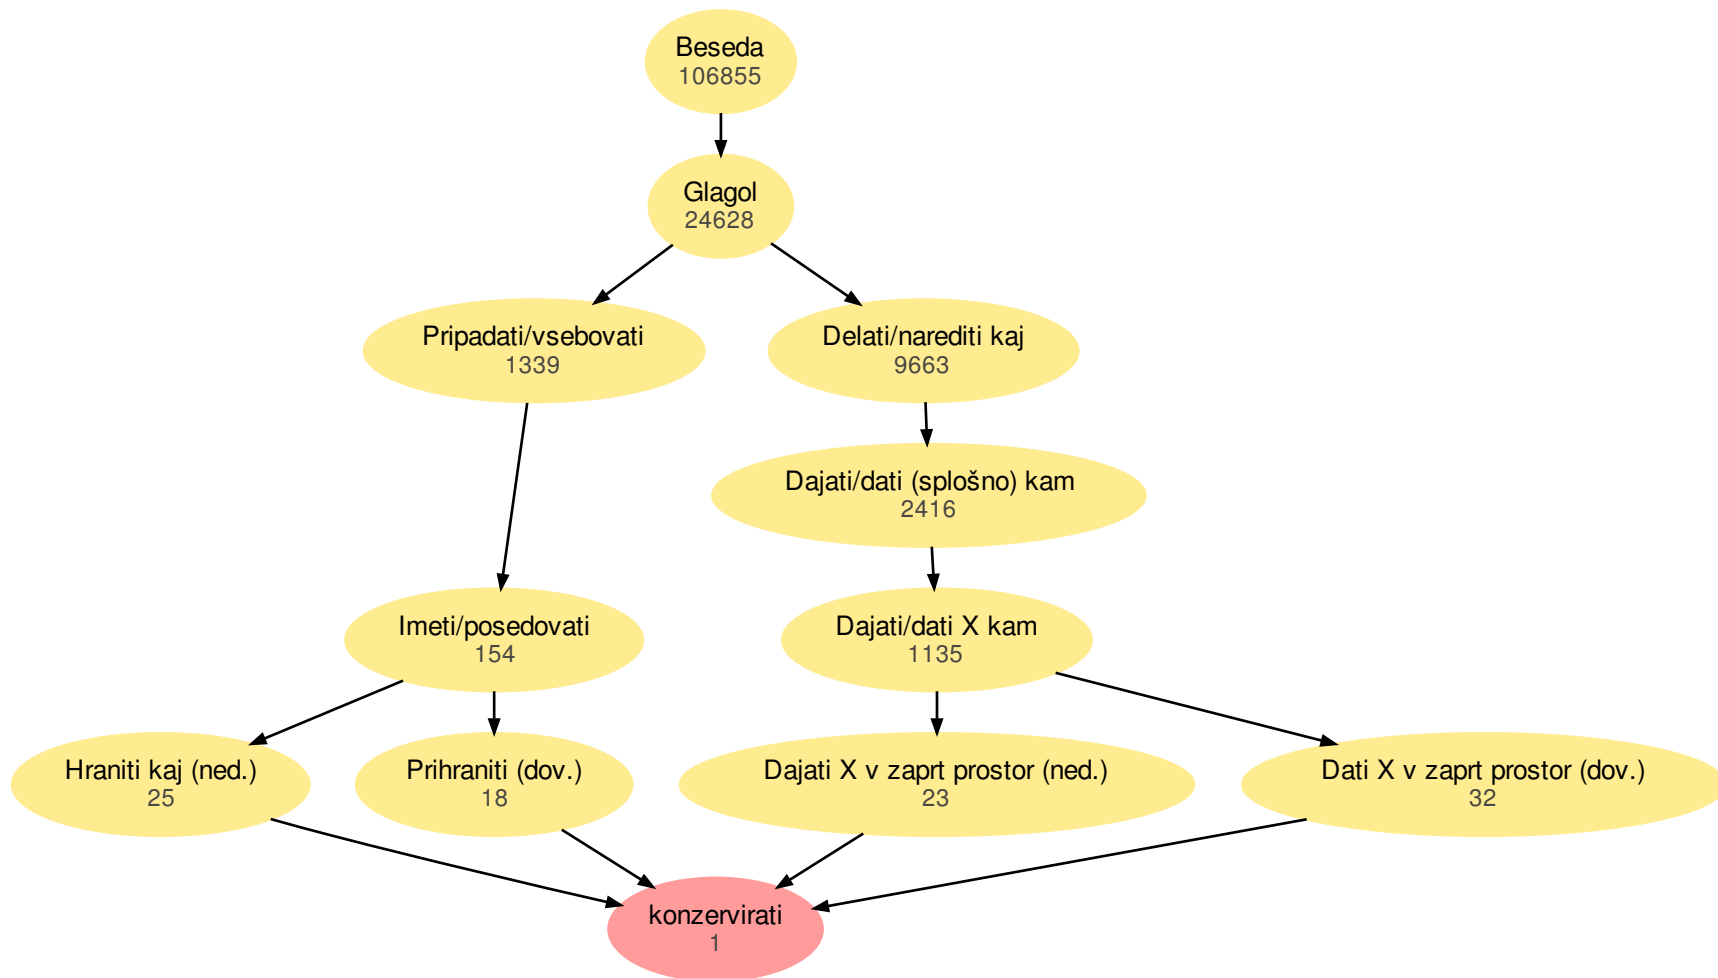 Beseda
106855
Glagol
24628
Pripadati/vsebovati
1339
Delati/narediti kaj
9663
Dajati/dati (splošno) kam
2416
Imeti/posedovati
154
Dajati/dati X kam
1135
Hraniti kaj (ned.)
25
Prihraniti (dov.)
18
Dajati X v zaprt prostor (ned.)
23
Dati X v zaprt prostor (dov.)
32
konzervirati
1